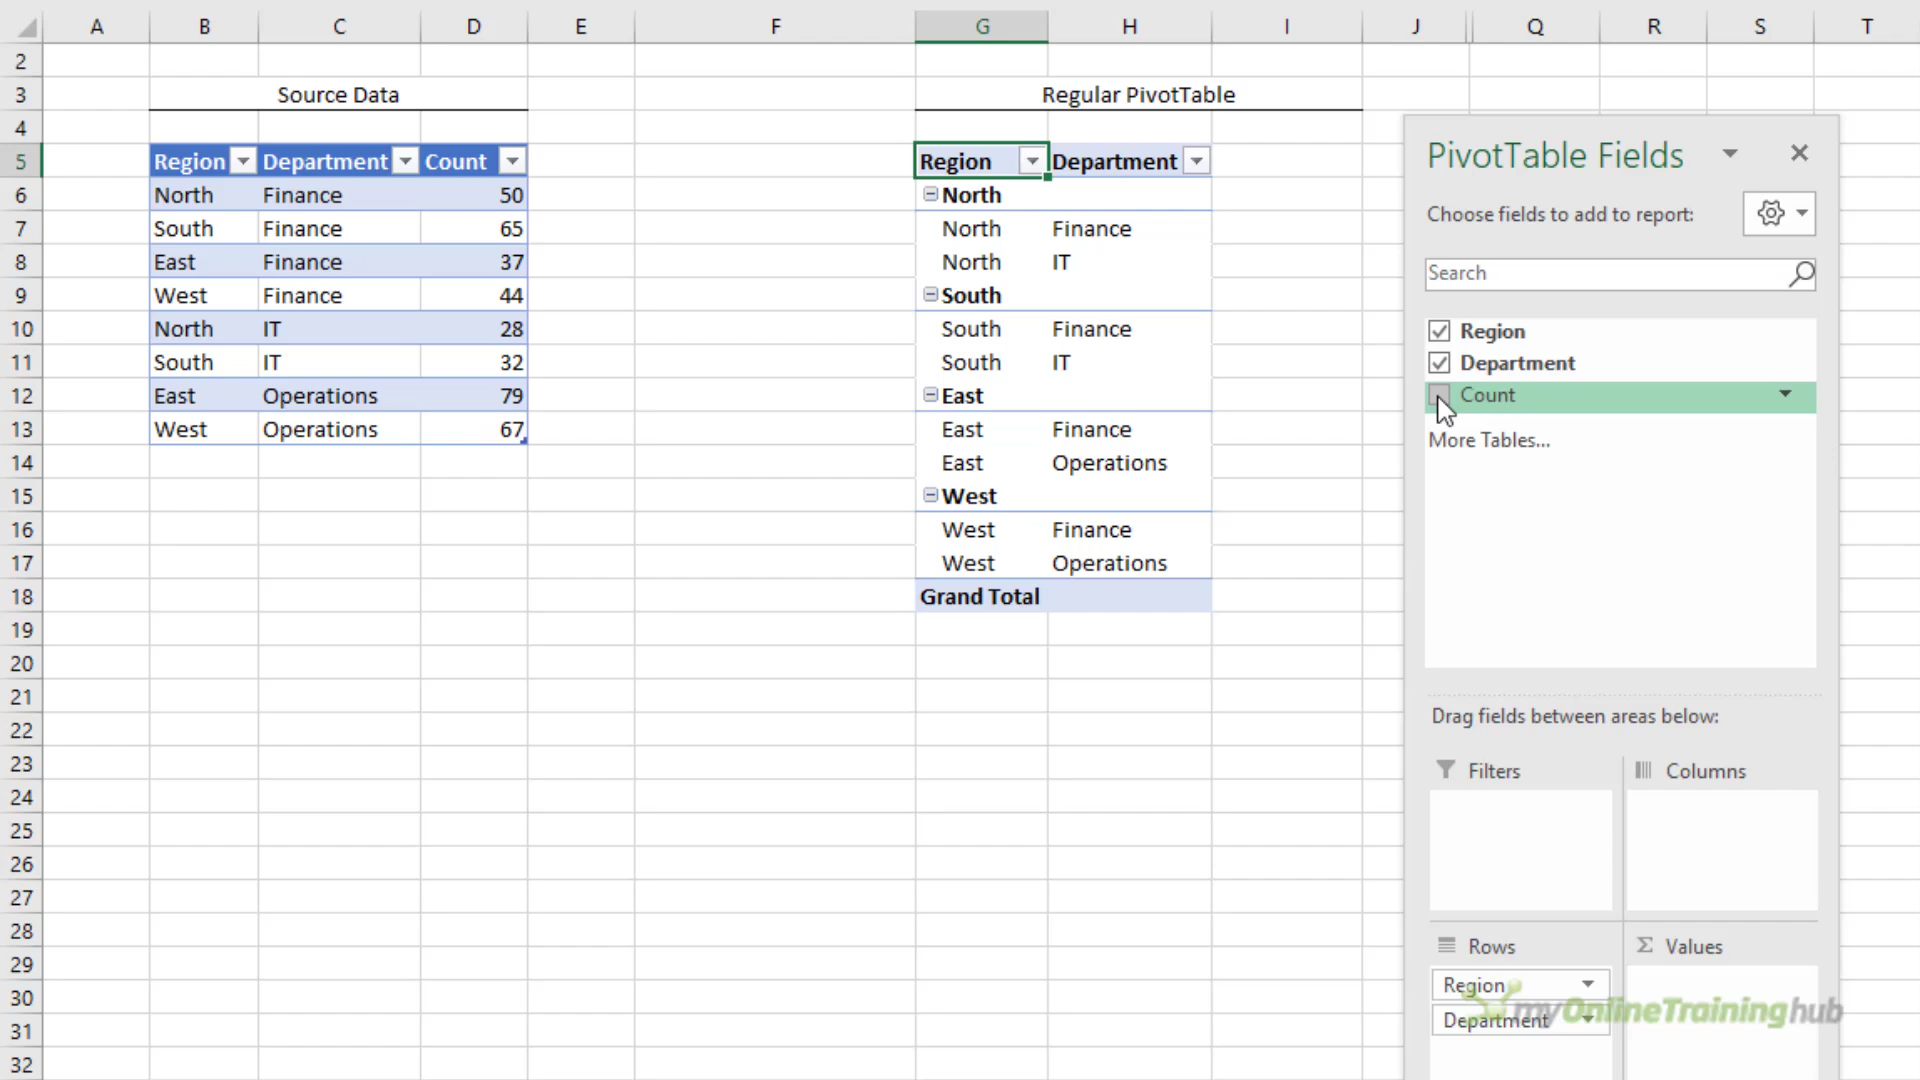 A B C D E F G H I J Q R S T
2
3 Source Data Regular PivotTable
4
5 Region Department Count Region Department
6 North Finance 50 North
7 South Finance 65 North Finance
8 East Finance 37 North IT
9 West Finance 44 South
10 North IT 28 South Finance
11 South IT 32 South IT
12 East Operations 79 East
13 West Operations 67 East Finance
14 East Operations
15 West
16 West Finance
17 West Operations
18 Grand Total
19
20
21
22
23
24
25
26
27
28
29
30
31
32
PivotTable Fields
Choose fields to add to report:
Search
Region
Department
Count
More Tables...
Drag fields between areas below:
Filters Columns
Rows Σ Values
Region
Department
myOnlineTraininghub